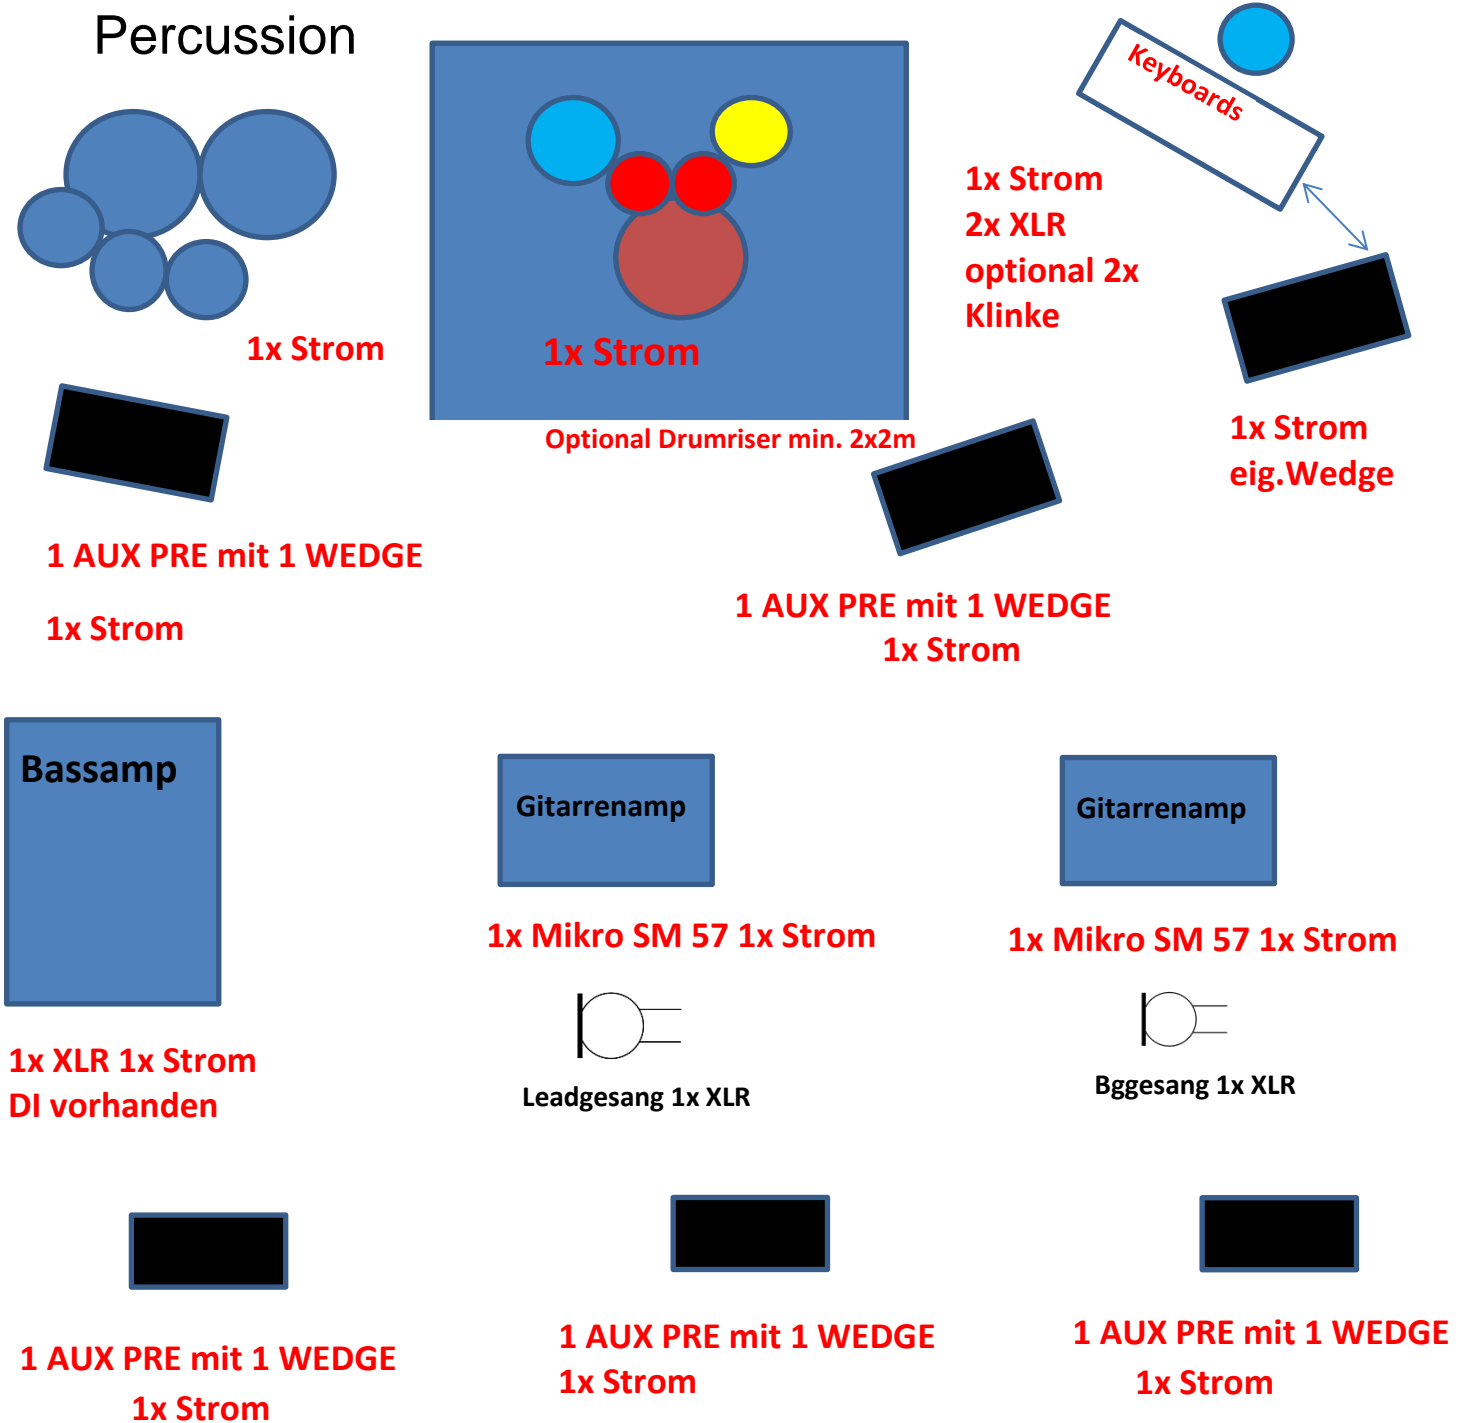 Percussion
Keyboards
1x Strom
2x XLR
optional 2x
Klinke
1x Strom
1x Strom
Optional Drumriser min. 2x2m
1x Strom
eig.Wedge
1 AUX PRE mit 1 WEDGE
1x Strom
1 AUX PRE mit 1 WEDGE
1x Strom
Bassamp
Gitarrenamp
Gitarrenamp
1x Mikro SM 57 1x Strom
1x Mikro SM 57 1x Strom
1x XLR 1x Strom
DI vorhanden
Leadgesang 1x XLR
Bggesang 1x XLR
1 AUX PRE mit 1 WEDGE
1x Strom
1 AUX PRE mit 1 WEDGE
1x Strom
1 AUX PRE mit 1 WEDGE
1x Strom